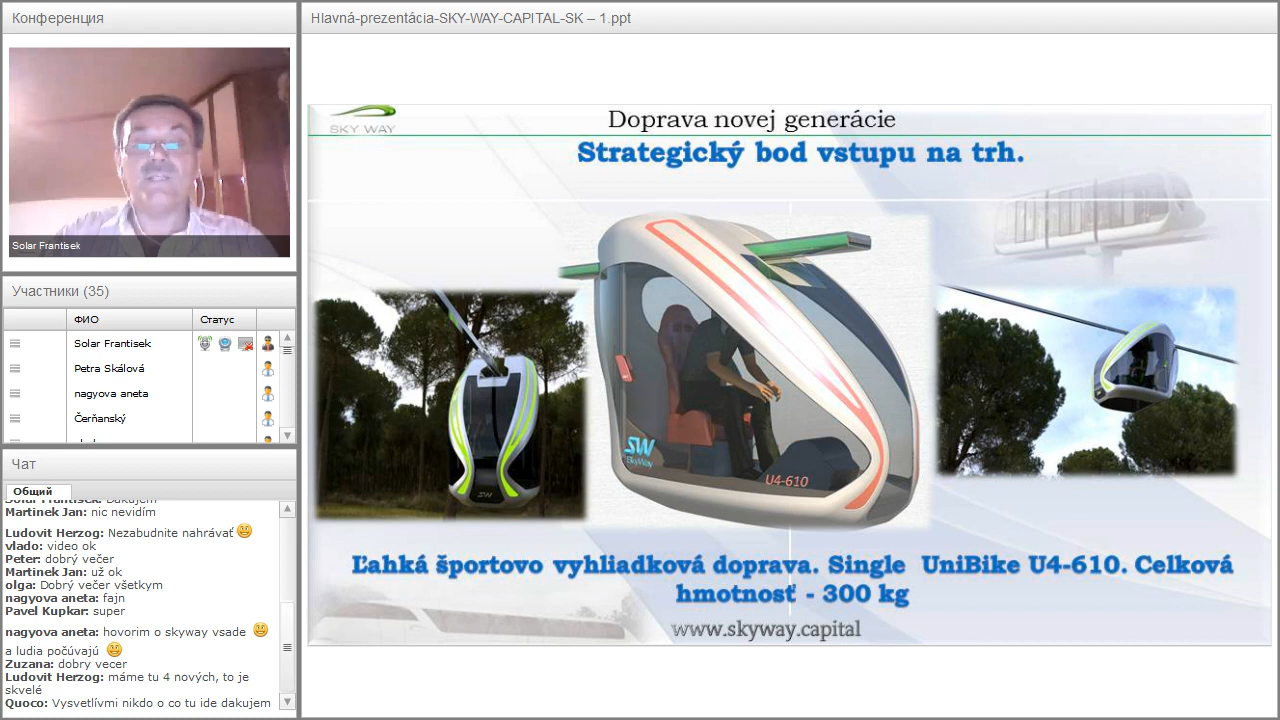 Конференция
Solar Frantisek
Участники (35)
ФИО
Статус
Solar Frantisek
Petra Skálová
nagyova aneta
Čerňanský
Чат
Общий
Solar Frantisek: Ďakujem
Martinek Jan: nic nevidím
Ludovit Herzog: Nezabudnite nahrávať
vlado: video ok
Peter: dobrý večer
Martinek Jan: už ok
olga: Dobrý večer všetkym
nagyova aneta: fajn
Pavel Kupkar: super
nagyova aneta: hovorim o skyway vsade
a ludia počúvajú
Zuzana: dobry vecer
Ludovit Herzog: máme tu 4 nových, to je
skvelé
Quoco: Vysvetlívmi nikdo o co tu ide dakujem
Hlavná-prezentácia-SKY-WAY-CAPITAL-SK – 1.ppt
SKY WAY
Doprava novej generácie
Strategický bod vstupu na trh.
SW
SW
SkyWay
U4-610
Ľahká športovo vyhliadková doprava. Single UniBike U4-610. Celková
hmotnosť - 300 kg
www.skyway.capital